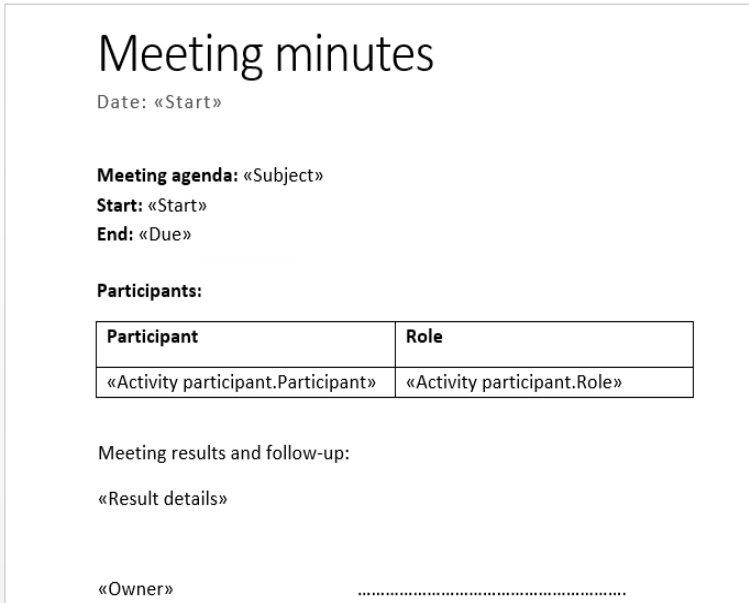 Meeting minutes
Date: «Start»
Meeting agenda: «Subject»
Start: «Start»
End: «Due»
Participants:
Participant Role
«Activity participant.Participant» «Activity participant.Role»
Meeting results and follow-up:
«Result details»
«Owner» ..........................................................